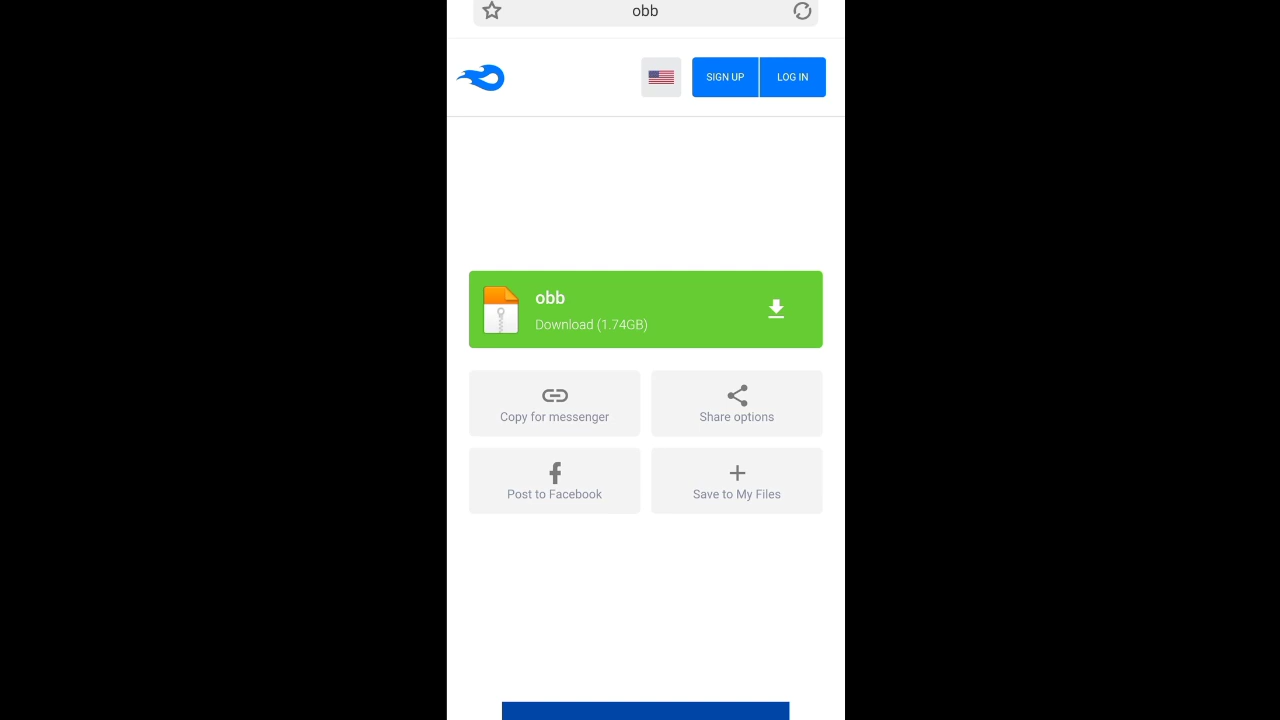 obb
SIGN UP
LOG IN
obb
Download (1.74GB)
Copy for messenger
Share options
Post to Facebook
Save to My Files